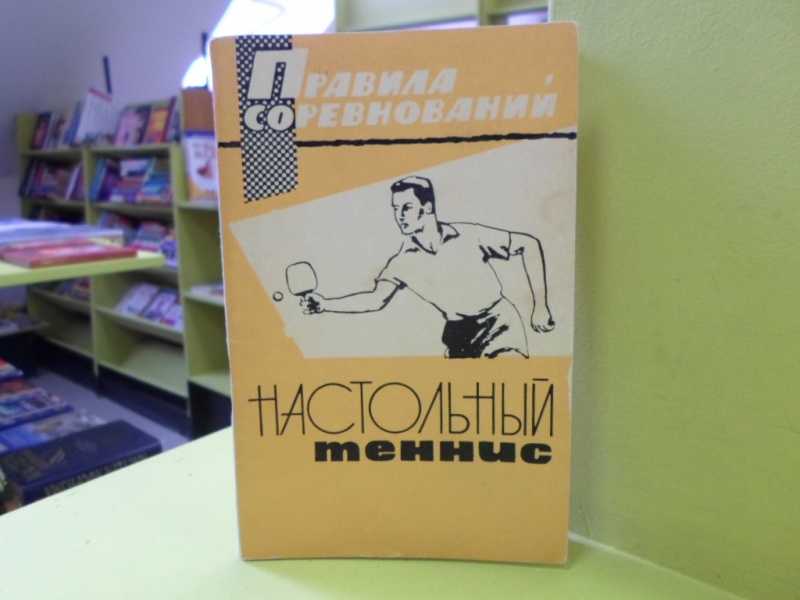 Правила
соревнований
НАСТОЛЬНЫЙ
теннис